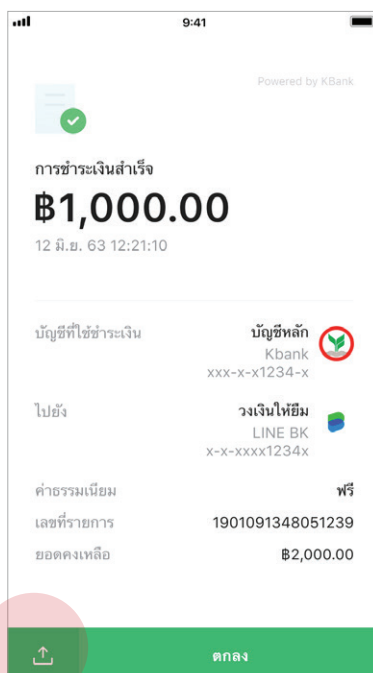 9:41
Powered by KBank
การชำระเงินสำเร็จ
฿1,000.00
12 มิ.ย. 63 12:21:10
บัญชีที่ใช้ชำระเงิน
บัญชีหลัก
Kbank
xxx-x-x1234-x
ไปยัง
วงเงินให้ยืม
LINE BK
x-x-xxxx1234x
ค่าธรรมเนียม ฟรี
เลขที่รายการ 1901091348051239
ยอดคงเหลือ ฿2,000.00
ตกลง